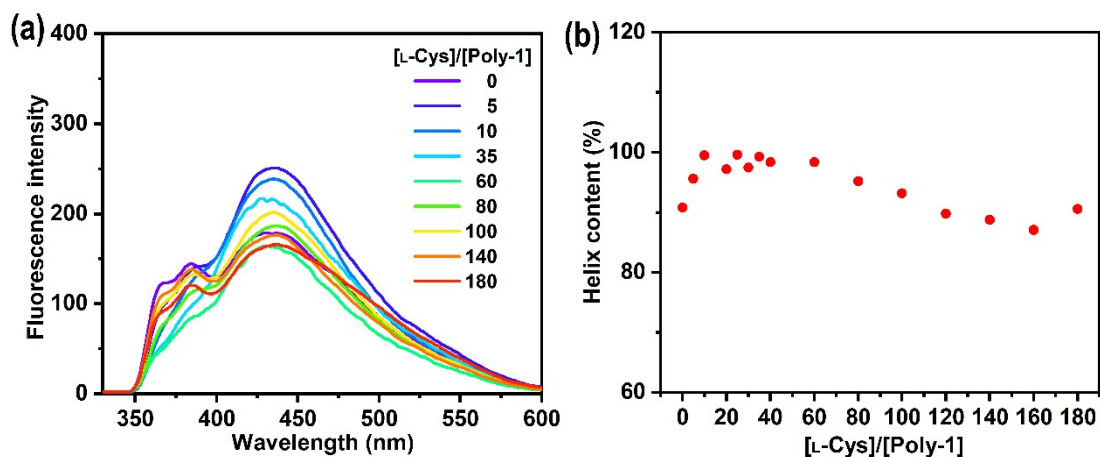 (a)
400
300
200
100
0
Fluorescence intensity
350 400 450 500 550 600
Wavelength (nm)
[L-Cys]/[Poly-1]
0
5
10
35
60
80
100
140
180
(b)
120
100
80
60
Helix content (%)
0 20 40 60 80 100 120 140 160 180
[L-Cys]/[Poly-1]